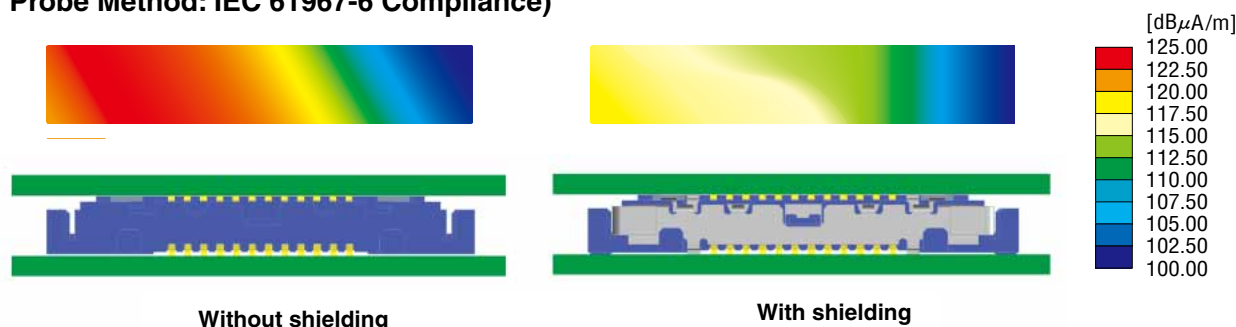 Probe Method: IEC 61967-6 Compliance)
[dBμA/m]
125.00
122.50
120.00
117.50
115.00
112.50
110.00
107.50
105.00
102.50
100.00
Without shielding
With shielding